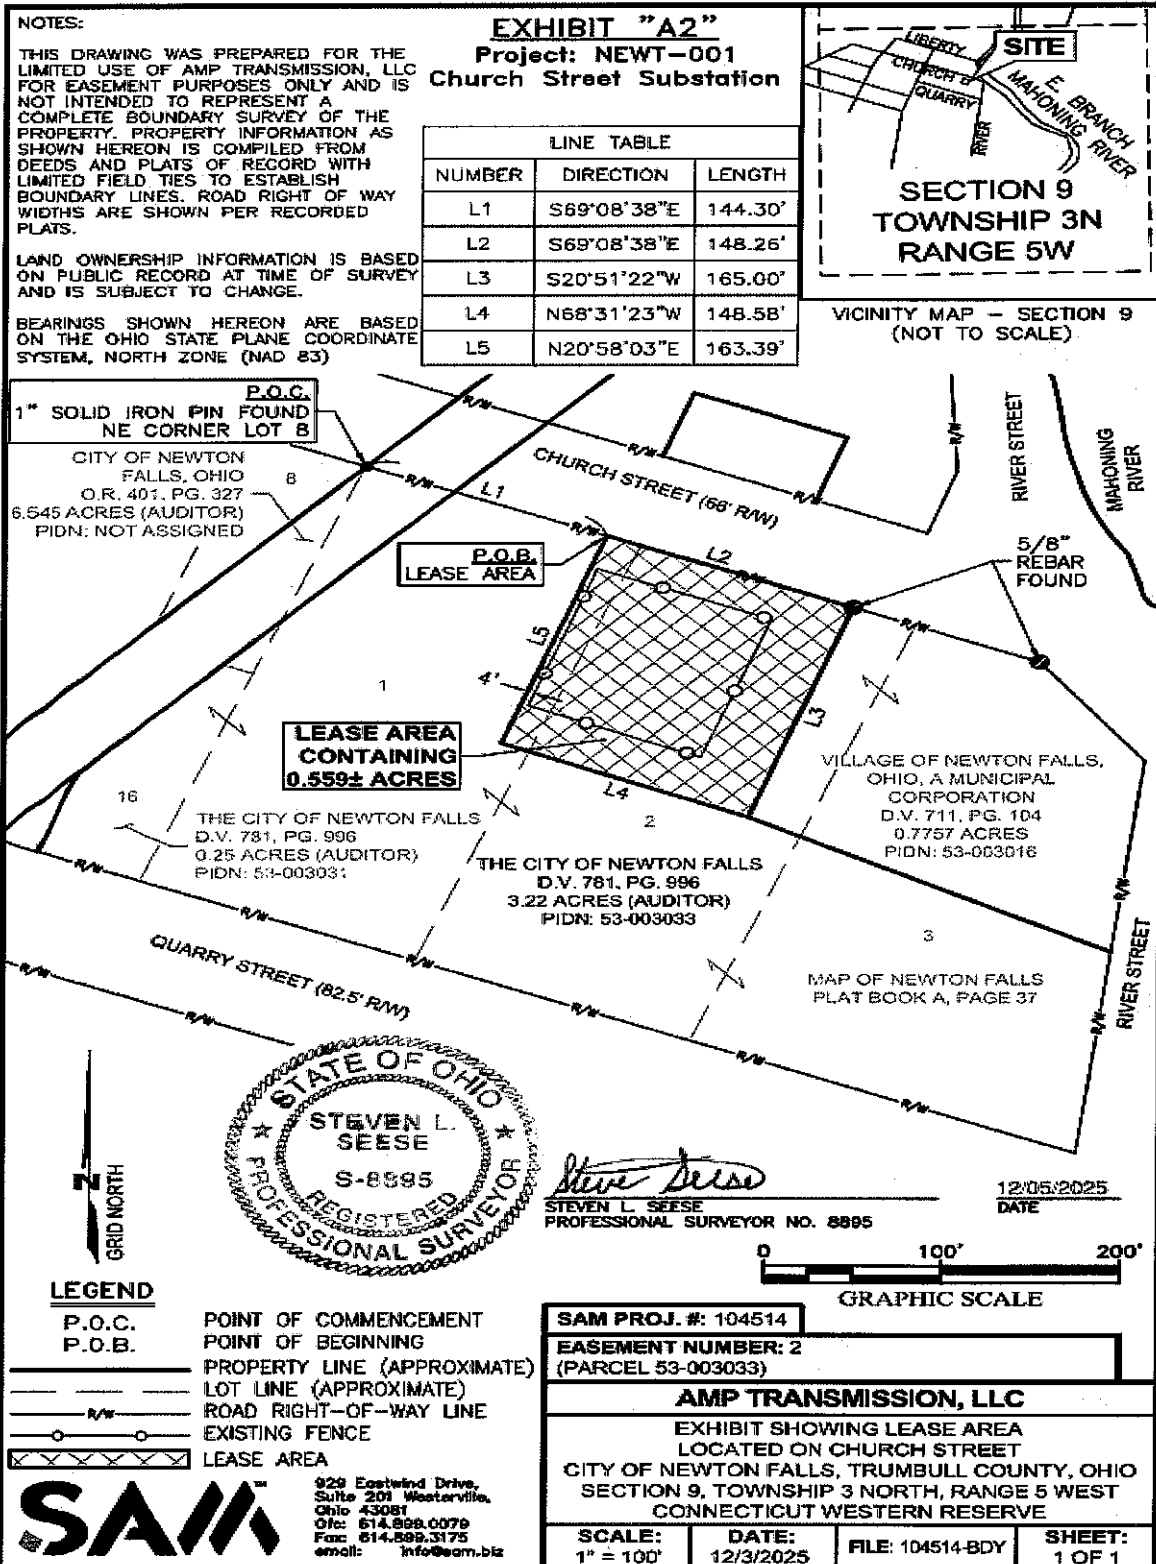 NOTES:
THIS DRAWING WAS PREPARED FOR THE
LIMITED USE OF AMP TRANSMISSION, LLC
FOR EASEMENT PURPOSES ONLY AND IS
NOT INTENDED TO REPRESENT A
COMPLETE BOUNDARY SURVEY OF THE
PROPERTY. PROPERTY INFORMATION AS
SHOWN HEREON IS COMPILED FROM
DEEDS AND PLATS OF RECORD WITH
LIMITED FIELD TIES TO ESTABLISH
BOUNDARY LINES. ROAD RIGHT OF WAY
WIDTHS ARE SHOWN PER RECORDED
PLATS.
LAND OWNERSHIP INFORMATION IS BASED
ON PUBLIC RECORD AT TIME OF SURVEY
AND IS SUBJECT TO CHANGE.
BEARINGS SHOWN HEREON ARE BASED
ON THE OHIO STATE PLANE COORDINATE
SYSTEM, NORTH ZONE (NAD 83)
EXHIBIT "A2"
Project: NEWT-001
Church Street Substation
LINE TABLE
NUMBER DIRECTION LENGTH
L1 S69°08'38"E 144.30'
L2 S69°08'38"E 148.26'
L3 S20°51'22"W 165.00'
L4 N68°31'23"W 148.58'
L5 N20°58'03"E 163.39'
LIBERTY
CHURCH
QUARRY
RIVER
SITE
E. BRANCH
MAHONING RIVER
SECTION 9
TOWNSHIP 3N
RANGE 5W
VICINITY MAP - SECTION 9
(NOT TO SCALE)
P.O.C.
1" SOLID IRON PIN FOUND
NE CORNER LOT 8
CITY OF NEWTON
FALLS, OHIO
O.R. 401, PG. 327
6.545 ACRES (AUDITOR)
PIDN: NOT ASSIGNED
8
R/W
R/W
R/W
R/W
L1
R/W
CHURCH STREET (66' R/W)
R/W
RIVER STREET
MAHONING
RIVER
P.O.B.
LEASE AREA
L2
R/W
5/8"
REBAR
FOUND
R/W
L5
4'
1
L3
LEASE AREA
CONTAINING
0.559± ACRES
L4
2
VILLAGE OF NEWTON FALLS,
OHIO, A MUNICIPAL
CORPORATION
D.V. 711, PG. 104
0.7757 ACRES
PIDN: 53-003016
16
THE CITY OF NEWTON FALLS
D.V. 781, PG. 996
0.25 ACRES (AUDITOR)
PIDN: 53-003031
THE CITY OF NEWTON FALLS
D.V. 781, PG. 996
3.22 ACRES (AUDITOR)
PIDN: 53-003033
R/W
R/W
R/W
R/W
3
MAP OF NEWTON FALLS
PLAT BOOK A, PAGE 37
RIVER STREET
R/W
QUARRY STREET (82.5' R/W)
R/W
R/W
R/W
R/W
N
GRID NORTH
STATE OF OHIO
STEVEN L.
SEESE
S-8895
REGISTERED
PROFESSIONAL SURVEYOR
Steve Seese
STEVEN L. SEESE
PROFESSIONAL SURVEYOR NO. 8895
12/05/2025
DATE
0 100' 200'
GRAPHIC SCALE
LEGEND
P.O.C. POINT OF COMMENCEMENT
P.O.B. POINT OF BEGINNING
PROPERTY LINE (APPROXIMATE)
LOT LINE (APPROXIMATE)
R/W ROAD RIGHT-OF-WAY LINE
EXISTING FENCE
LEASE AREA
SAM
929 Eastwind Drive,
Suite 201 Westerville,
Ohio 43081
Ofc: 614.899.0079
Fax: 614.899.3175
email: info@sam.biz
SAM PROJ. #: 104514
EASEMENT NUMBER: 2
(PARCEL 53-003033)
AMP TRANSMISSION, LLC
EXHIBIT SHOWING LEASE AREA
LOCATED ON CHURCH STREET
CITY OF NEWTON FALLS, TRUMBULL COUNTY, OHIO
SECTION 9, TOWNSHIP 3 NORTH, RANGE 5 WEST
CONNECTICUT WESTERN RESERVE
SCALE:
1" = 100'
DATE:
12/3/2025
FILE: 104514-BDY
SHEET:
1 OF 1